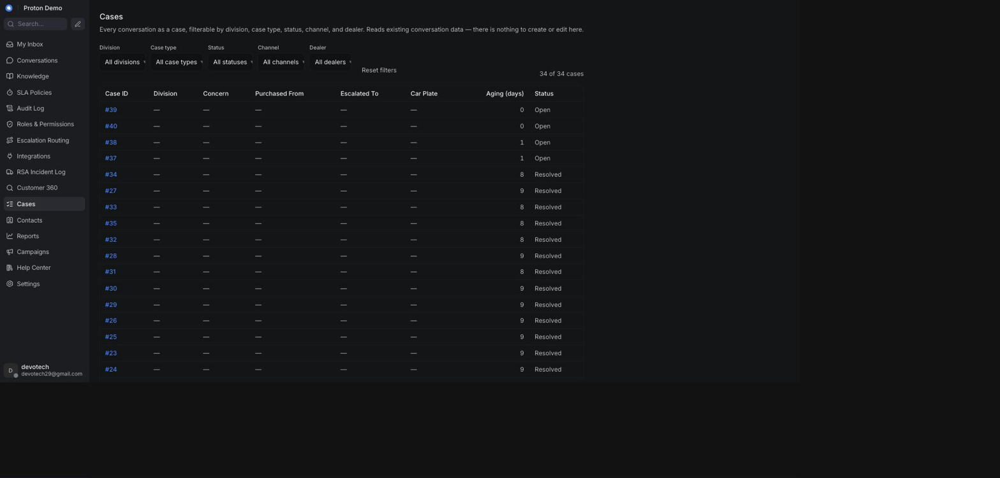 Proton Demo
Search...
My Inbox
Conversations
Knowledge
SLA Policies
Audit Log
Roles & Permissions
Escalation Routing
Integrations
RSA Incident Log
Customer 360
Cases
Contacts
Reports
Campaigns
Help Center
Settings
D
devotech
devotech29@gmail.com
Cases
Every conversation as a case, filterable by division, case type, status, channel, and dealer. Reads existing conversation data — there is nothing to create or edit here.
Division Case type Status Channel Dealer
All divisions All case types All statuses All channels All dealers
Reset filters
34 of 34 cases
Case ID Division Concern Purchased From Escalated To Car Plate Aging (days) Status
#39 — — — — — 0 Open
#40 — — — — — 0 Open
#38 — — — — — 1 Open
#37 — — — — — 1 Open
#34 — — — — — 8 Resolved
#27 — — — — — 9 Resolved
#33 — — — — — 8 Resolved
#35 — — — — — 8 Resolved
#32 — — — — — 8 Resolved
#28 — — — — — 9 Resolved
#31 — — — — — 8 Resolved
#30 — — — — — 9 Resolved
#29 — — — — — 9 Resolved
#26 — — — — — 9 Resolved
#25 — — — — — 9 Resolved
#23 — — — — — 9 Resolved
#24 — — — — — 9 Resolved